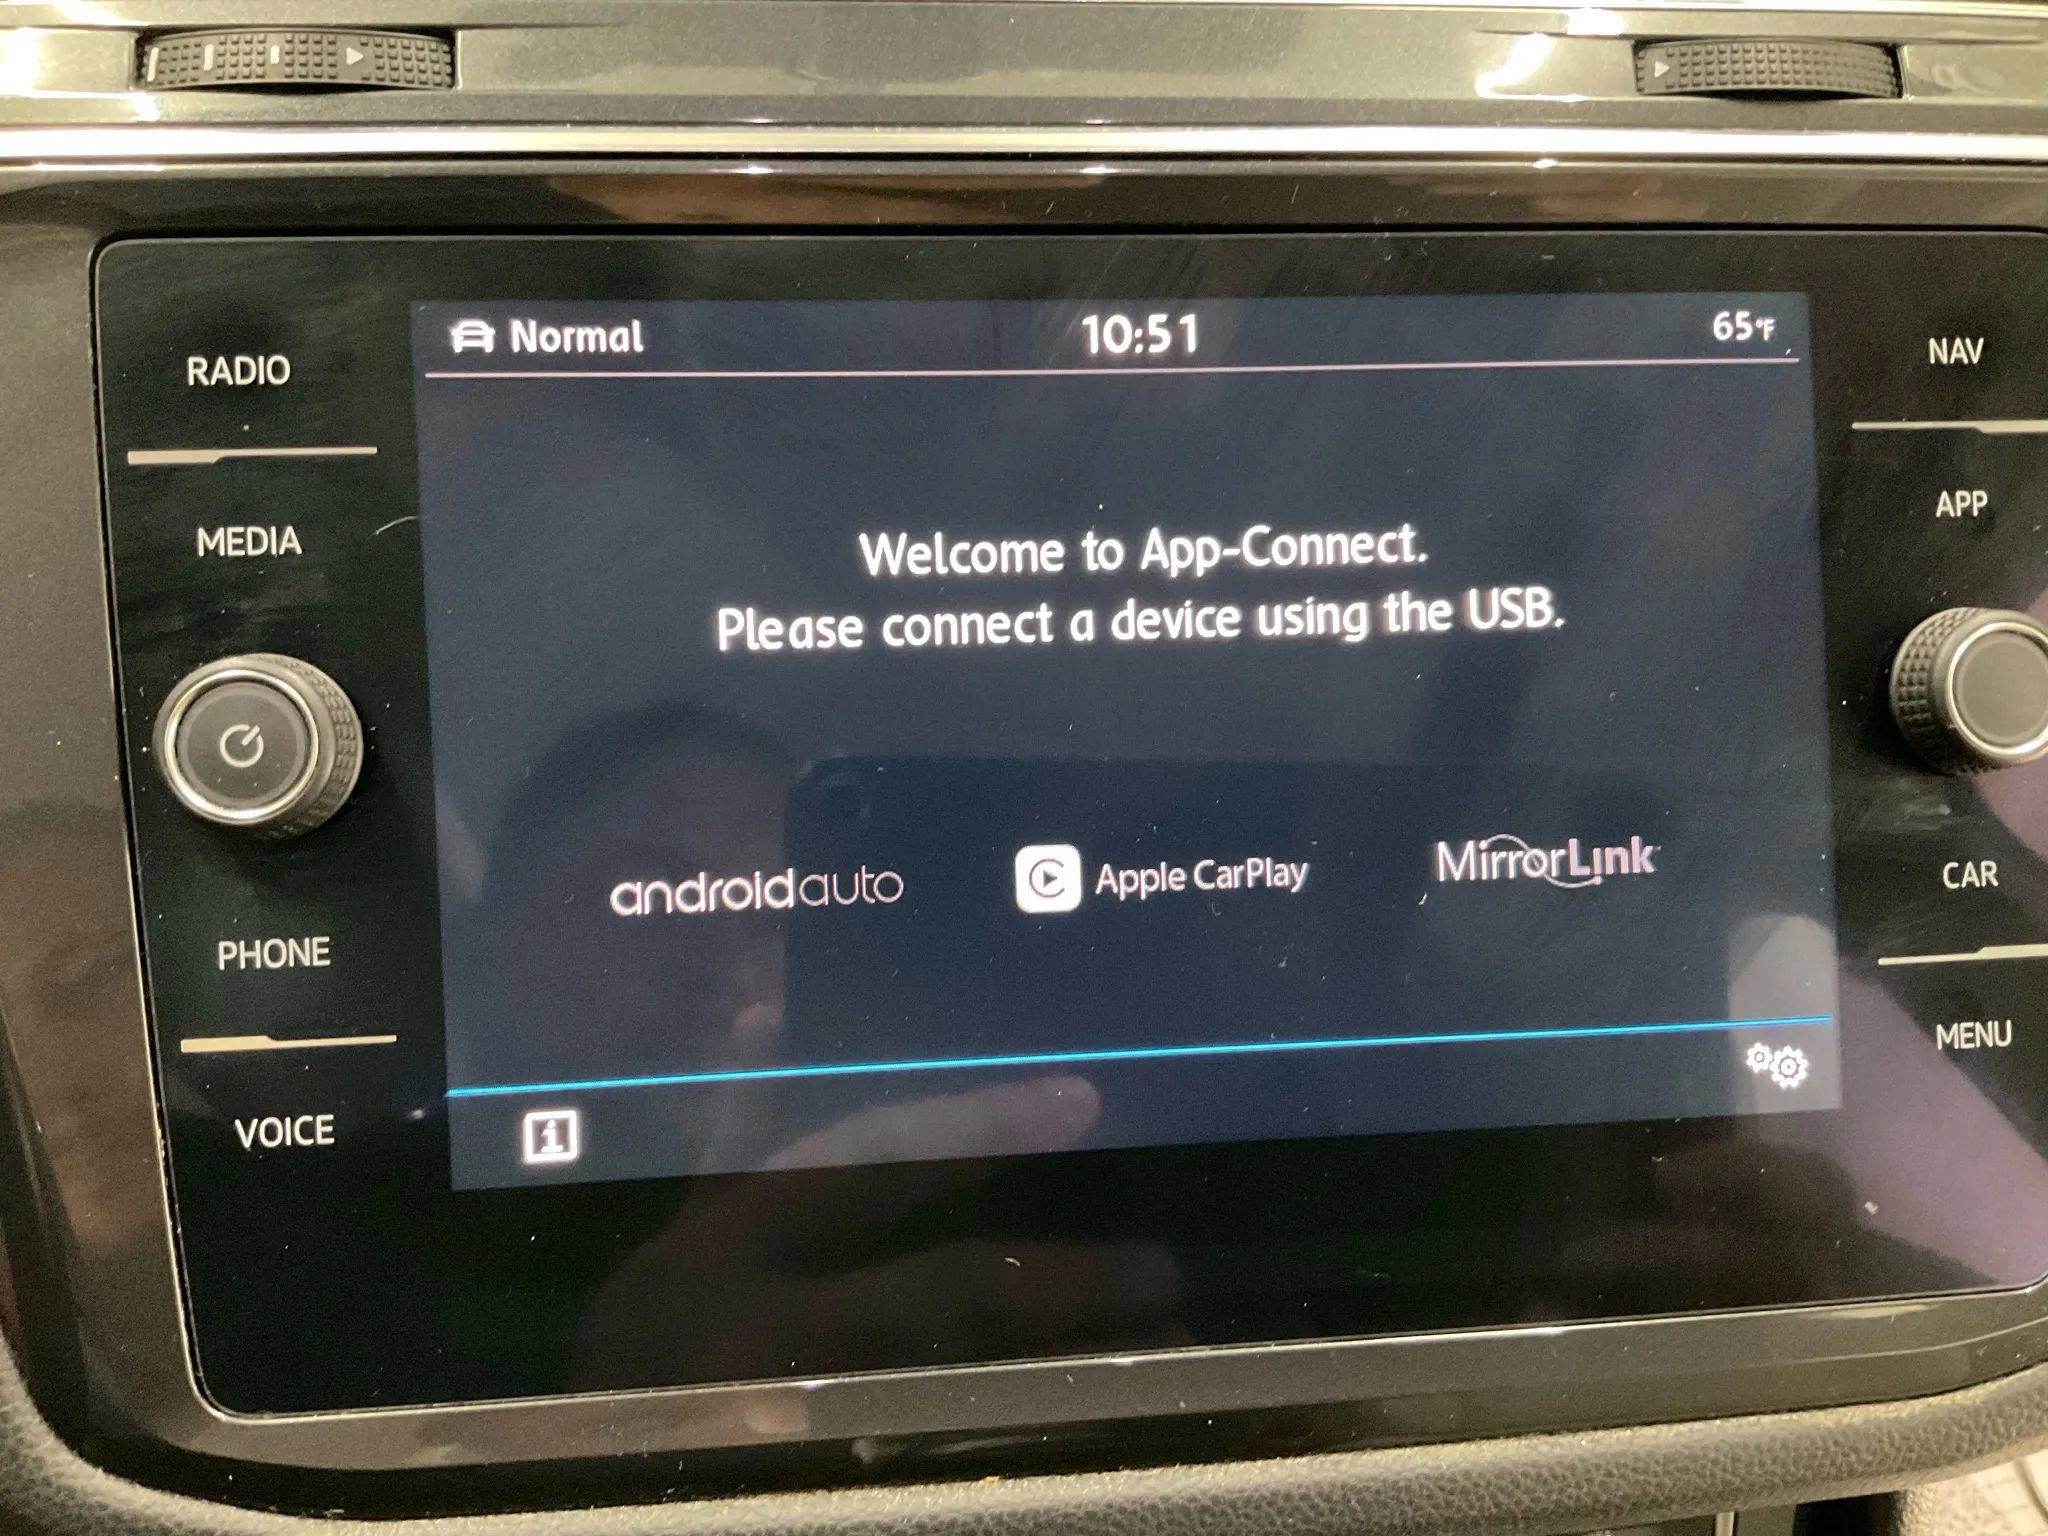 Normal
10:51
65°F
RADIO
MEDIA
PHONE
VOICE
Welcome to App-Connect.
Please connect a device using the USB.
androidauto
Apple CarPlay
MirrorLink
i
NAV
APP
CAR
MENU